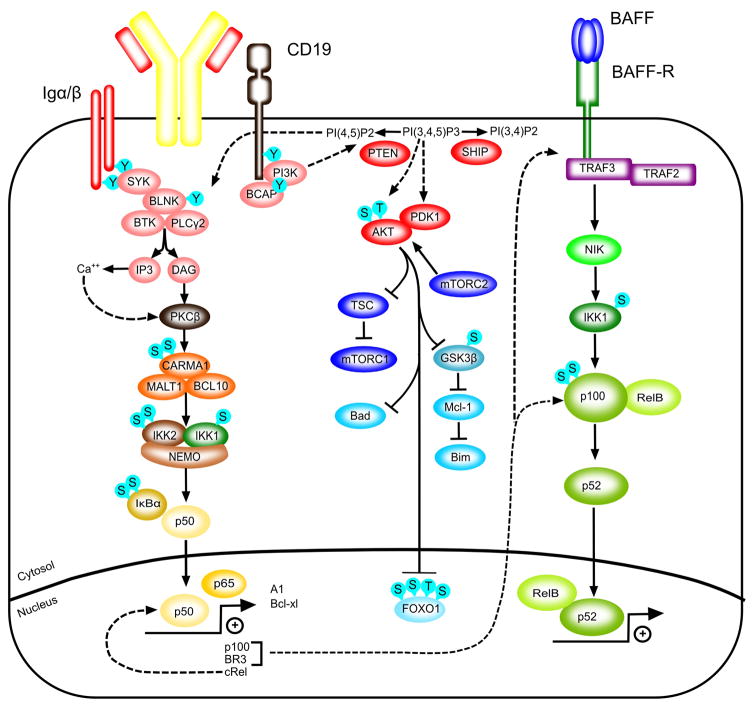 BAFF
CD19
BAFF-R
Igα/β
PI(4,5)P2
PI(3,4,5)P3
PI(3,4)P2
PTEN
SHIP
Y
Y
Y
Y
Y
SYK
PI3K
BCAP
BLNK
BTK
PLCγ2
TRAF3
TRAF2
S
T
AKT
PDK1
NIK
Ca++
IP3
DAG
mTORC2
TSC
PKCβ
S
IKK1
S
S
CARMA1
MALT1
BCL10
mTORC1
S
GSK3β
S
S
p100
RelB
Bad
Mcl-1
S
S
S
IKK2
IKK1
NEMO
Bim
S
S
IκBα
p50
p52
Cytosol
Nucleus
p65
p50
A1
Bcl-xl
+
S
S
T
S
FOXO1
RelB
p52
+
p100
BR3
cRel